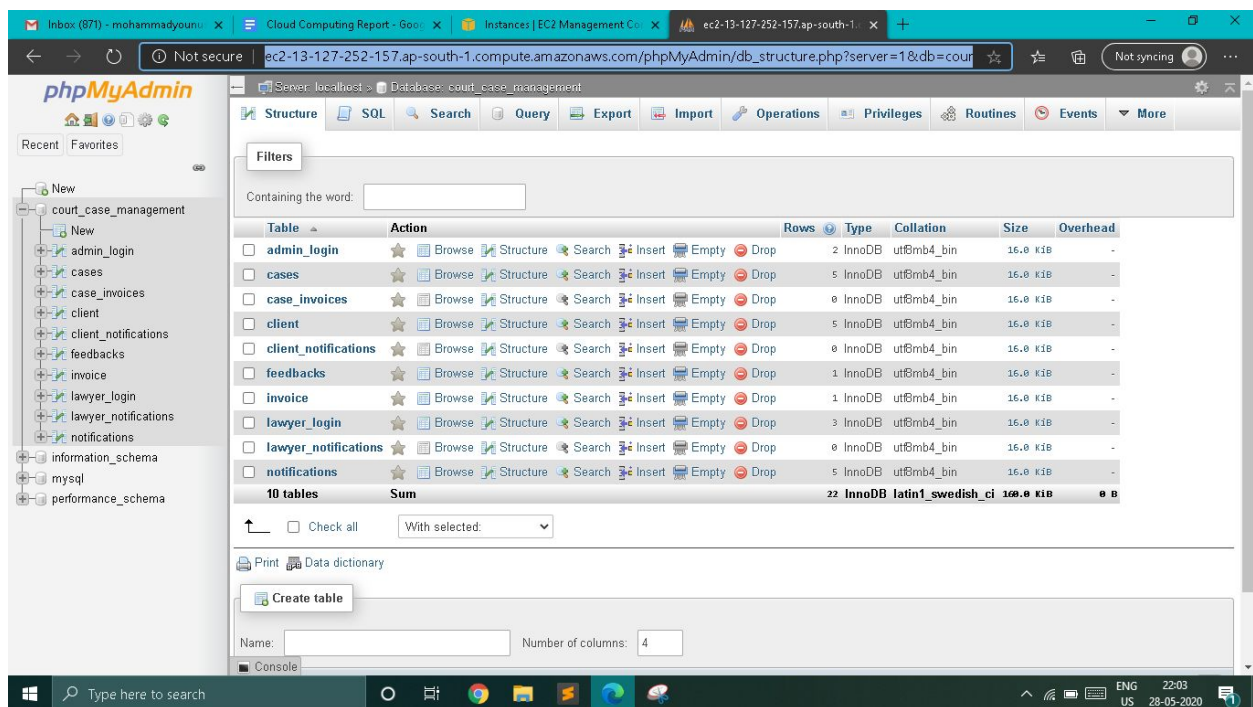 Inbox (871) - mohammadyounu
Cloud Computing Report - Goog
Instances | EC2 Management Co
ec2-13-127-252-157.ap-south-1.c
Not secure
ec2-13-127-252-157.ap-south-1.compute.amazonaws.com/phpMyAdmin/db_structure.php?server=1&db=cour
Not syncing
phpMyAdmin
Recent Favorites
New
court_case_management
New
admin_login
cases
case_invoices
client
client_notifications
feedbacks
invoice
lawyer_login
lawyer_notifications
notifications
information_schema
mysql
performance_schema
Server: localhost » Database: court_case_management
Structure SQL Search Query Export Import Operations Privileges Routines Events More
Filters
Containing the word:
Table Action Rows Type Collation Size Overhead
admin_login Browse Structure Search Insert Empty Drop 2 InnoDB utf8mb4_bin 16.0 KiB -
cases Browse Structure Search Insert Empty Drop 5 InnoDB utf8mb4_bin 16.0 KiB -
case_invoices Browse Structure Search Insert Empty Drop 0 InnoDB utf8mb4_bin 16.0 KiB -
client Browse Structure Search Insert Empty Drop 5 InnoDB utf8mb4_bin 16.0 KiB -
client_notifications Browse Structure Search Insert Empty Drop 0 InnoDB utf8mb4_bin 16.0 KiB -
feedbacks Browse Structure Search Insert Empty Drop 1 InnoDB utf8mb4_bin 16.0 KiB -
invoice Browse Structure Search Insert Empty Drop 1 InnoDB utf8mb4_bin 16.0 KiB -
lawyer_login Browse Structure Search Insert Empty Drop 3 InnoDB utf8mb4_bin 16.0 KiB -
lawyer_notifications Browse Structure Search Insert Empty Drop 0 InnoDB utf8mb4_bin 16.0 KiB -
notifications Browse Structure Search Insert Empty Drop 5 InnoDB utf8mb4_bin 16.0 KiB -
10 tables Sum 22 InnoDB latin1_swedish_ci 160.0 KiB 0 B
Check all With selected:
Print Data dictionary
Create table
Name: Number of columns: 4
Console
Type here to search
ENG 22:03
US 28-05-2020